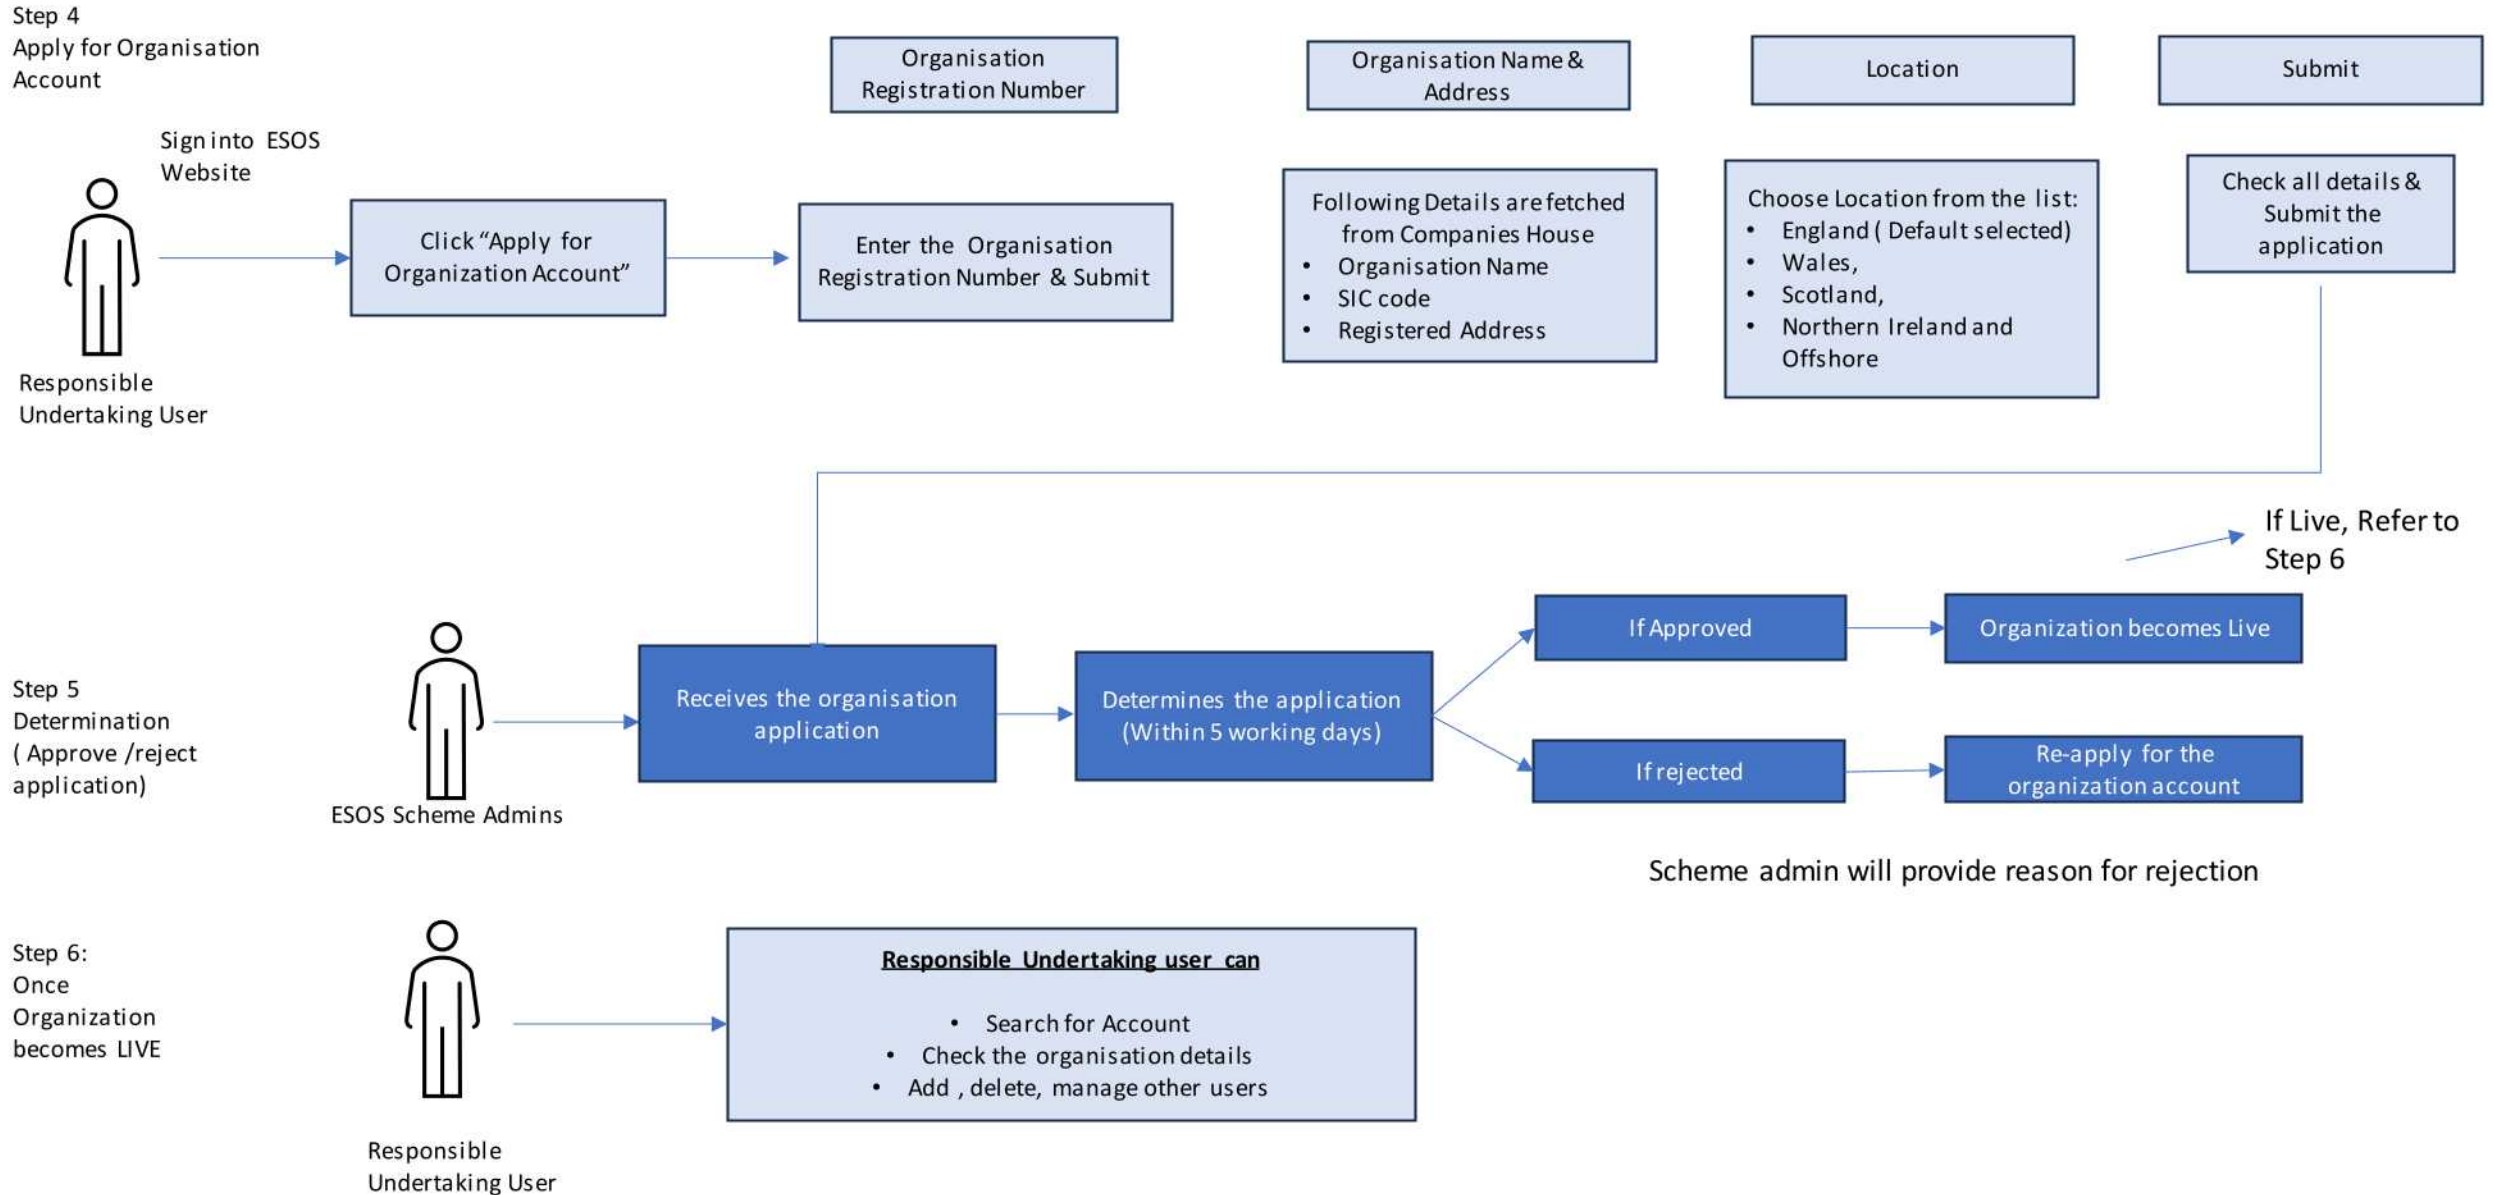 Step 4
Apply for Organisation
Account
Organisation
Registration Number
Organisation Name &
Address
Location
Submit
Sign into ESOS
Website
Responsible
Undertaking User
Click “Apply for
Organization Account”
Enter the Organisation
Registration Number & Submit
Following Details are fetched
from Companies House
• Organisation Name
• SIC code
• Registered Address
Choose Location from the list:
• England ( Default selected)
• Wales,
• Scotland,
• Northern Ireland and
Offshore
Check all details &
Submit the
application
If Live, Refer to
Step 6
Step 5
Determination
( Approve /reject
application)
ESOS Scheme Admins
Receives the organisation
application
Determines the application
(Within 5 working days)
If Approved
Organization becomes Live
If rejected
Re-apply for the
organization account
Scheme admin will provide reason for rejection
Step 6:
Once
Organization
becomes LIVE
Responsible
Undertaking User
Responsible Undertaking user can
• Search for Account
• Check the organisation details
• Add , delete, manage other users